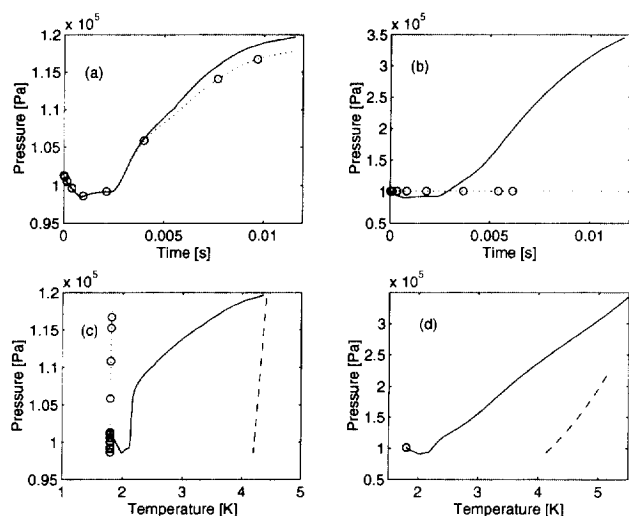 x 10^5
1.2
1.15
1.1
1.05
1
0.95
Pressure [Pa]
(a)
0
0.005
0.01
Time [s]
x 10^5
3.5
3
2.5
2
1.5
1
0.5
Pressure [Pa]
(b)
0
0.005
0.01
Time [s]
x 10^5
1.2
1.15
1.1
1.05
1
0.95
Pressure [Pa]
(c)
1
2
3
4
5
Temperature [K]
x 10^5
3
2
1
0.5
Pressure [Pa]
(d)
2
3
4
5
Temperature [K]